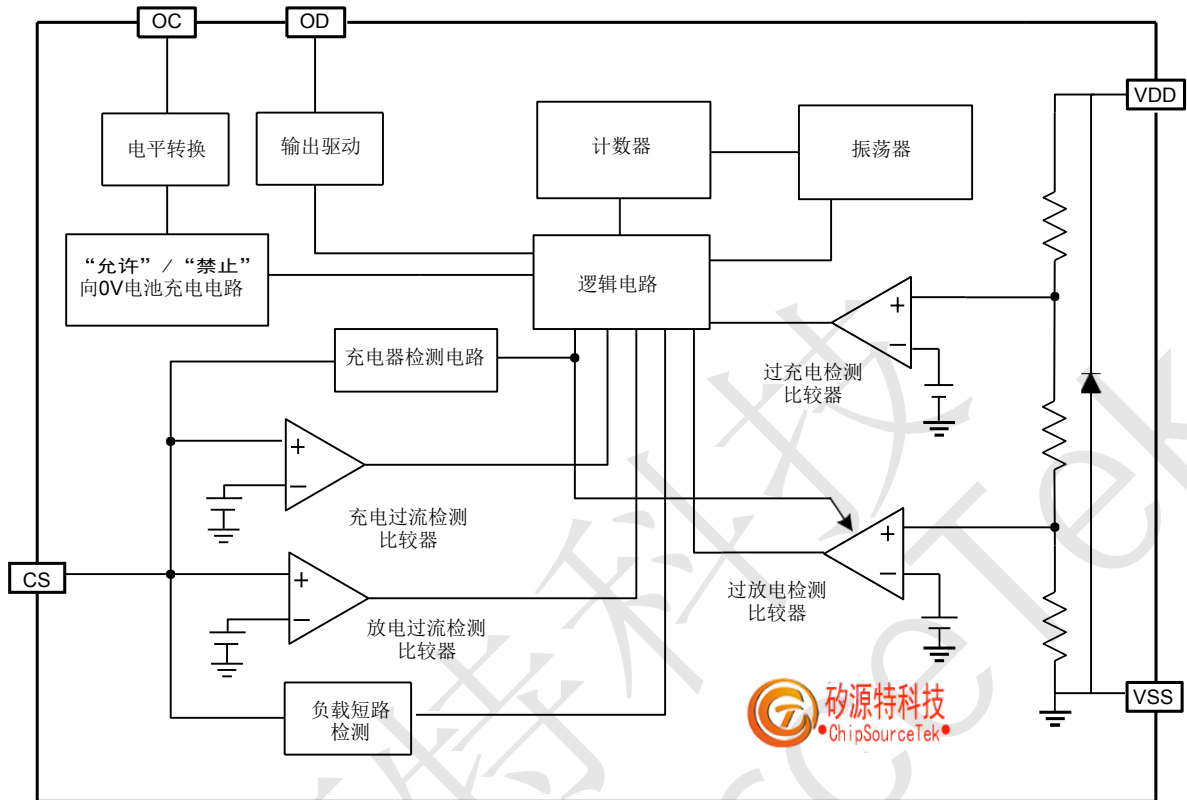 OC
OD
VDD
电平转换
输出驱动
计数器
振荡器
“允许” / “禁止”
向0V电池充电电路
逻辑电路
+
−
充电器检测电路
过充电检测
比较器
+
−
充电过流检测
比较器
+
−
CS
+
−
过放电检测
比较器
放电过流检测
比较器
负载短路
检测
VSS
矽源特科技
ChipSourceTek
特科技
ceTek